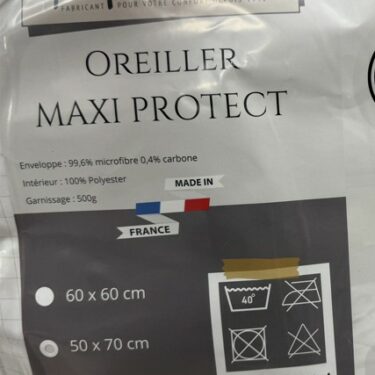 FABRICANT POUR VOTRE CONFORT DEPUIS
OREILLER
MAXI PROTECT
Enveloppe : 99,6% microfibre 0,4% carbone
Intérieur : 100% Polyester
Garnissage : 500g
MADE IN
FRANCE
60 x 60 cm
50 x 70 cm
40°